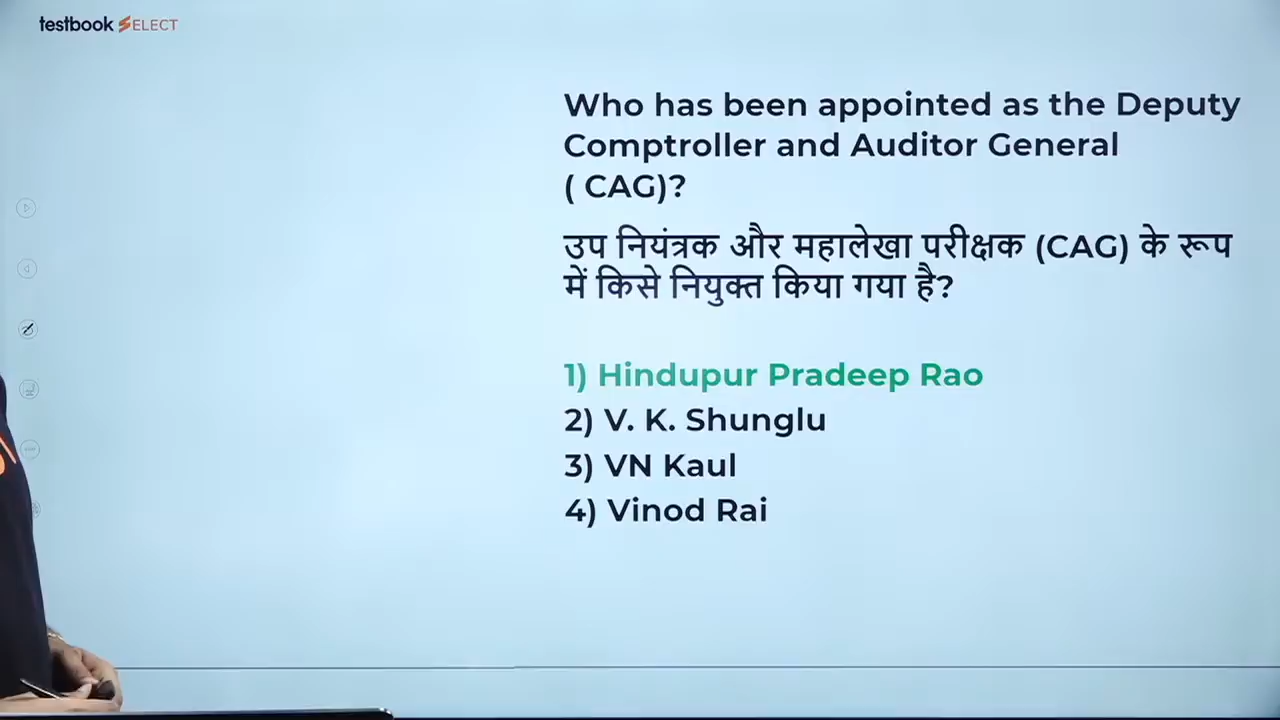 testbook SELECT
Who has been appointed as the Deputy
Comptroller and Auditor General
( CAG)?
उप नियंत्रक और महालेखा परीक्षक (CAG) के रूप
में किसे नियुक्त किया गया है?
1) Hindupur Pradeep Rao
2) V. K. Shunglu
3) VN Kaul
4) Vinod Rai